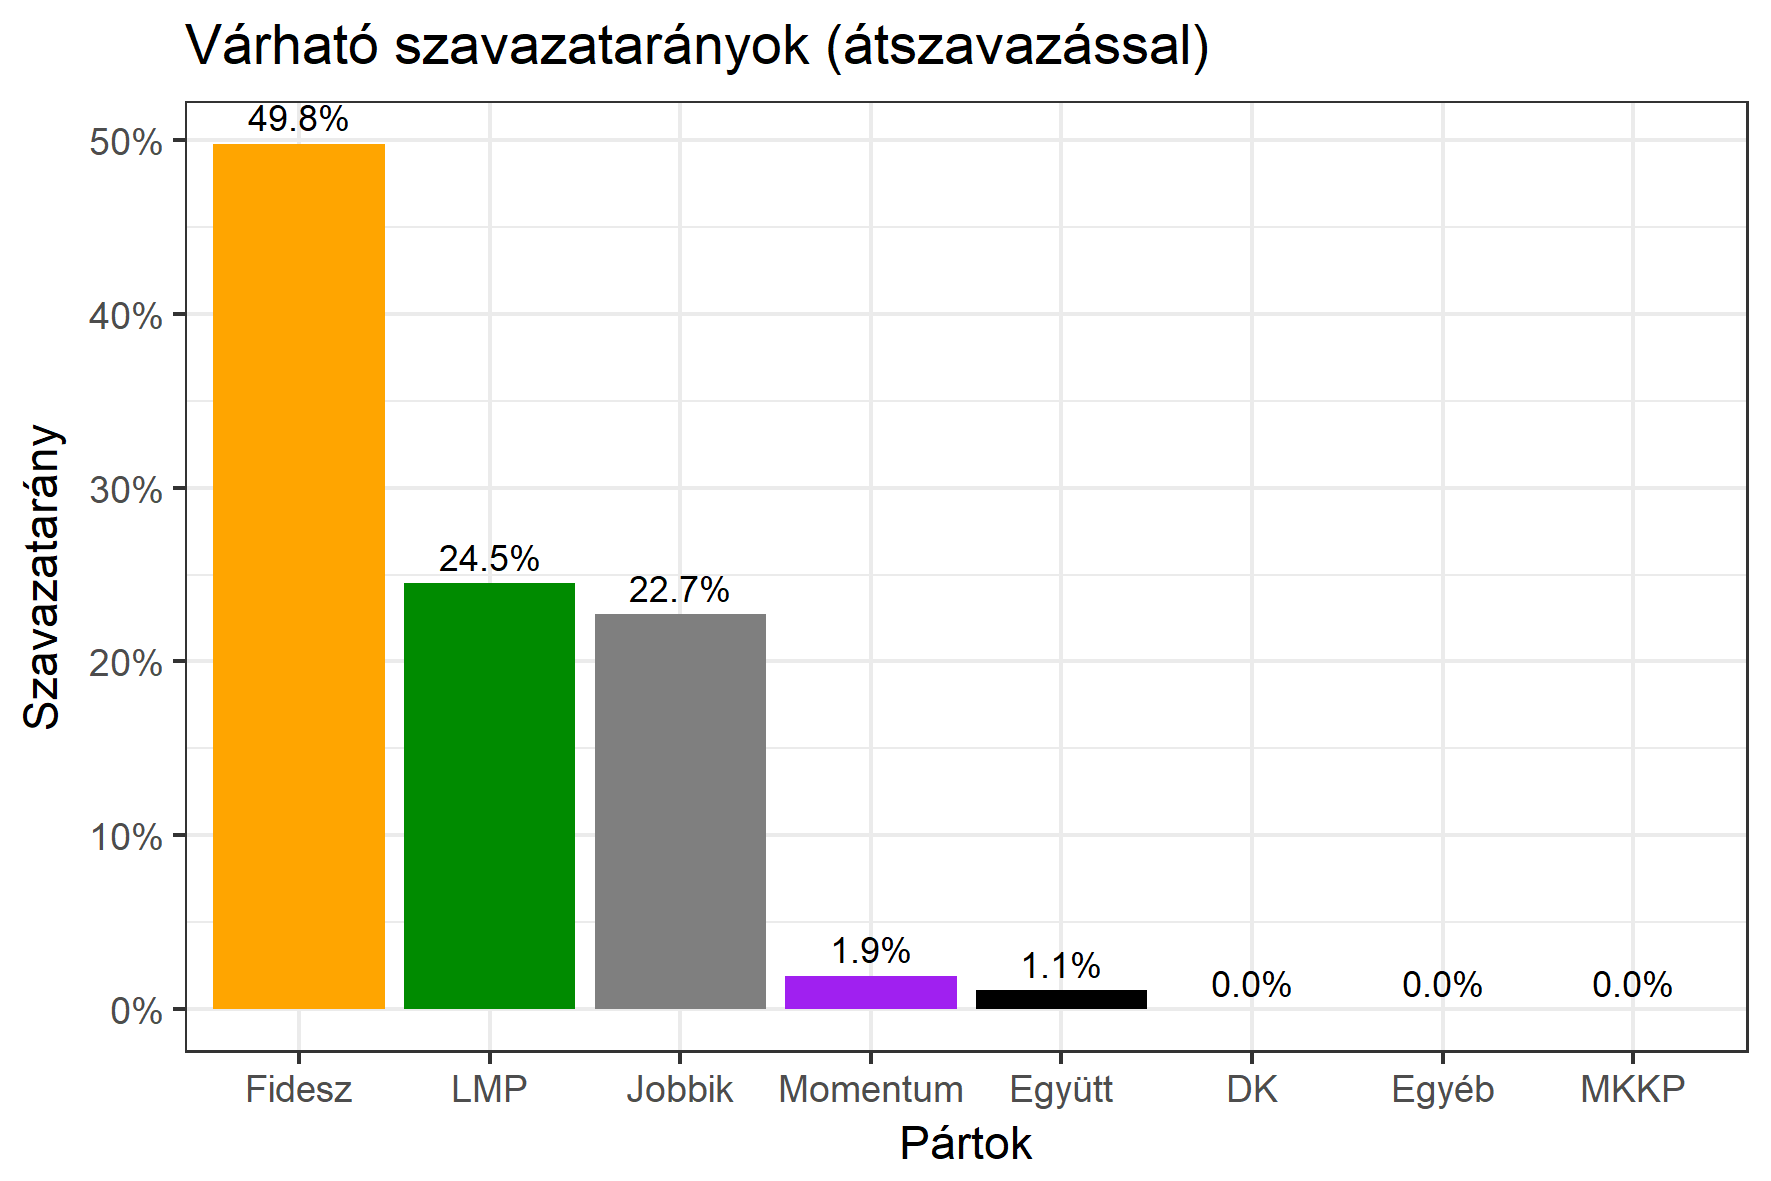 Várható szavazatarányok (átszavazással)
Szavazatarány
50%
40%
30%
20%
10%
0%
49.8%
24.5%
22.7%
1.9%
1.1%
0.0%
0.0%
0.0%
Fidesz
LMP
Jobbik
Momentum
Együtt
DK
Egyéb
MKKP
Pártok